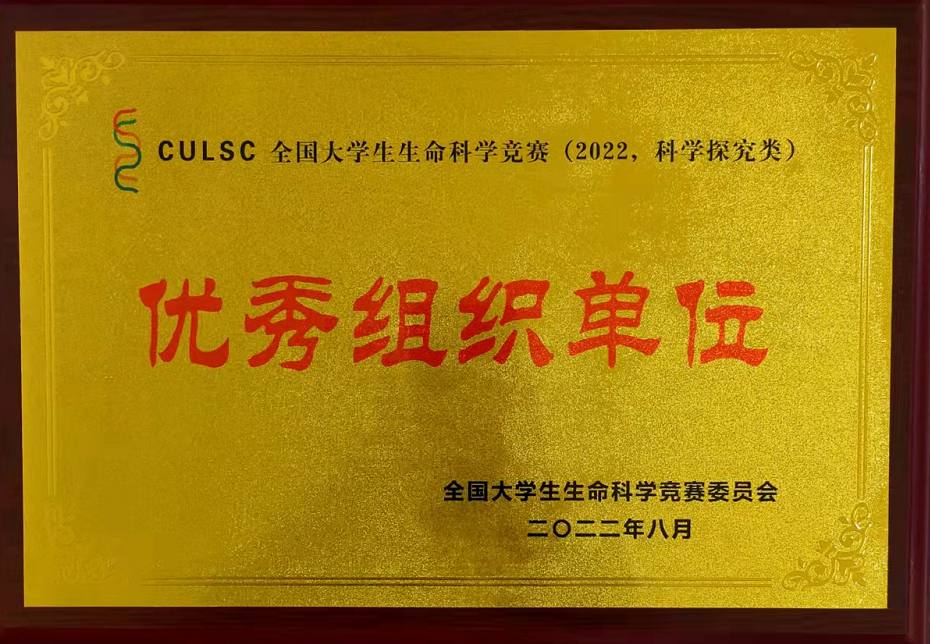 CULSC 全国大学生生命科学竞赛（2022，科学探究类）
优秀组织单位
全国大学生生命科学竞赛委员会
二〇二二年八月